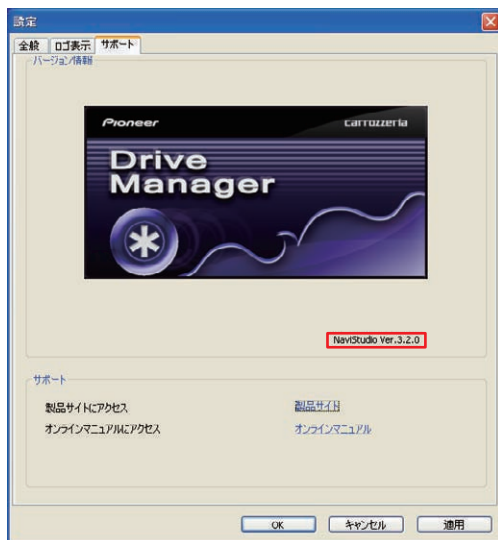 設定
全般 ロゴ表示 サポート
バージョン情報
Pioneer carrozzeria
Drive
Manager
NaviStudio Ver.3.2.0
サポート
製品サイトにアクセス 製品サイト
オンラインマニュアルにアクセス オンラインマニュアル
OK キャンセル 適用